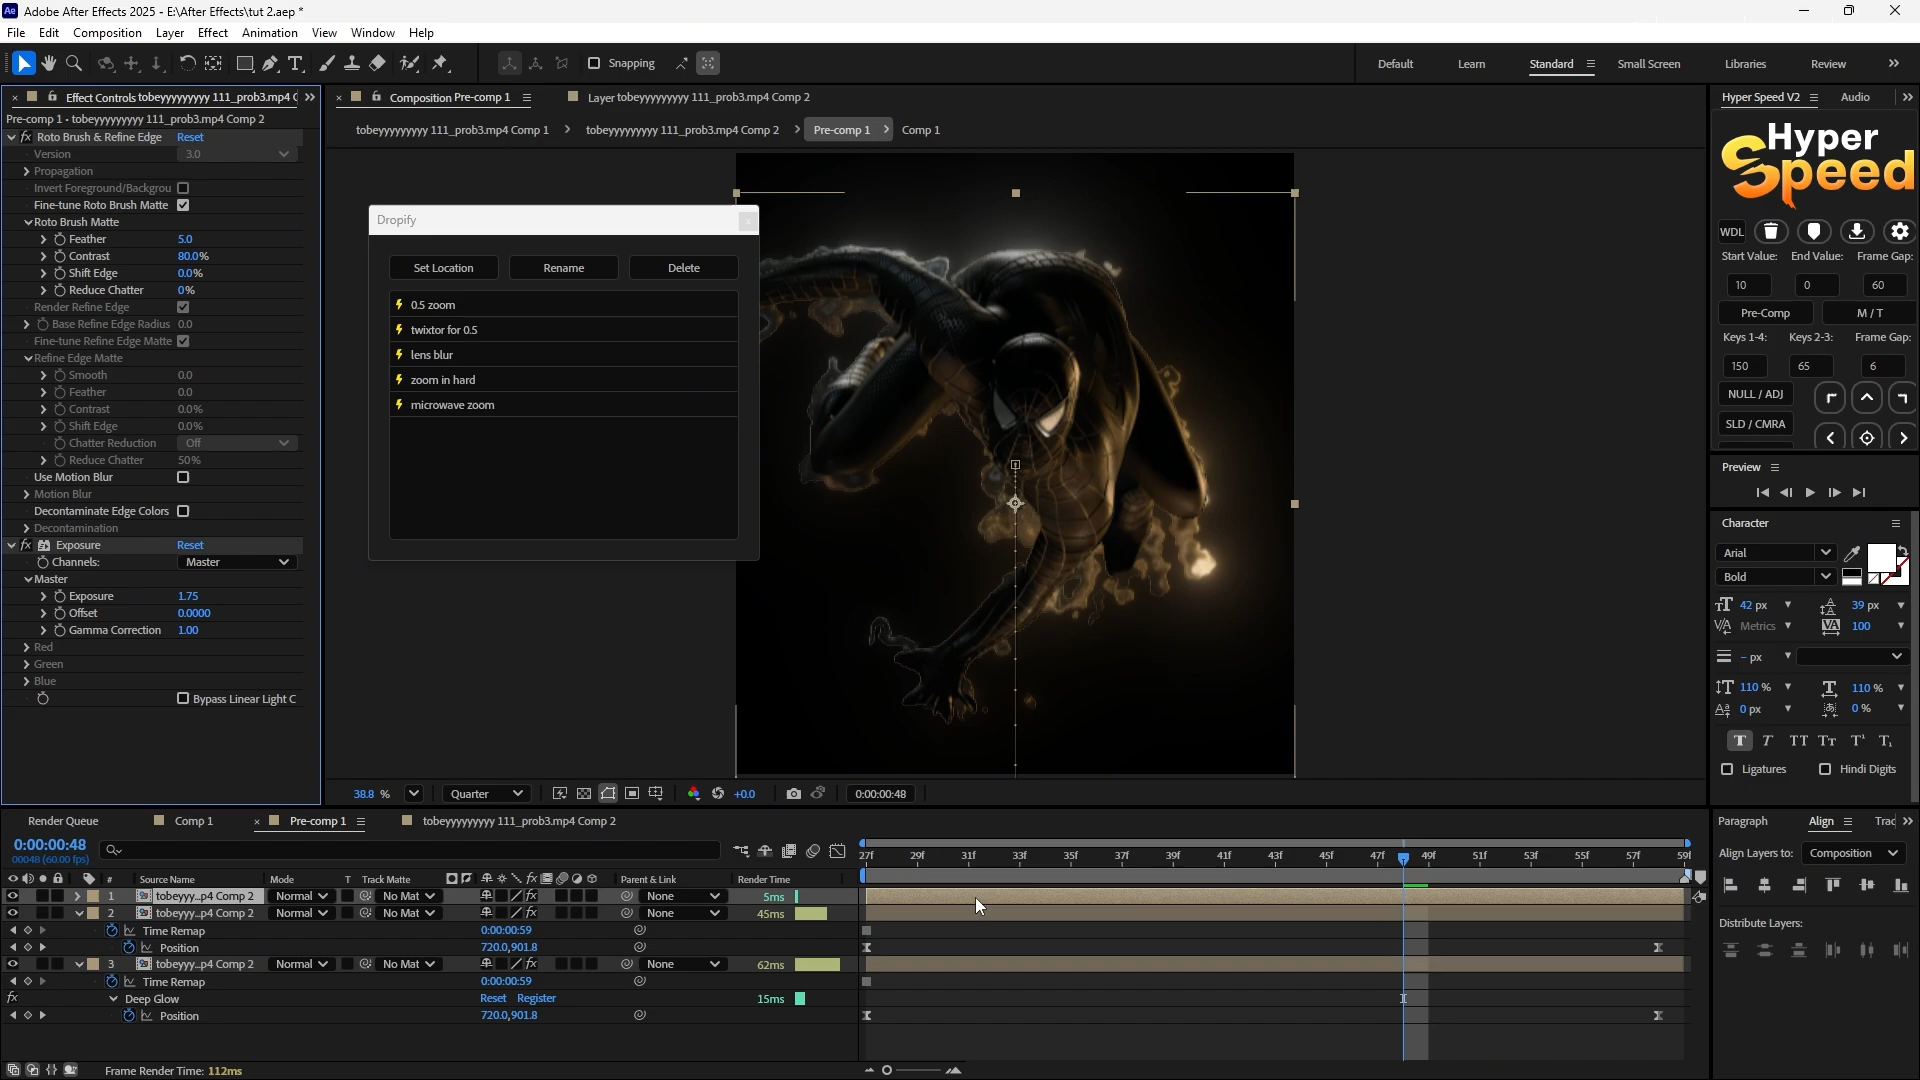 Ae Adobe After Effects 2025 - E:\After Effects\tut 2.aep *
File Edit Composition Layer Effect Animation View Window Help
Snapping
Default Learn Standard Small Screen Libraries Review
Effect Controls tobeyyyyyyyyy 111_prob3.mp4 C
Composition Pre-comp 1
Layer tobeyyyyyyyyy 111_prob3.mp4 Comp 2
Hyper Speed V2 Audio
Pre-comp 1 • tobeyyyyyyyyy 111_prob3.mp4 Comp 2
tobeyyyyyyyyy 111_prob3.mp4 Comp 1 tobeyyyyyyyyy 111_prob3.mp4 Comp 2 Pre-comp 1 Comp 1
fx Roto Brush & Refine Edge Reset
Version 3.0
Propagation
Invert Foreground/Backgrou
Fine-tune Roto Brush Matte
Roto Brush Matte
Feather 5.0
Contrast 80.0%
Shift Edge 0.0%
Reduce Chatter 0%
Render Refine Edge
Base Refine Edge Radius 0.0
Fine-tune Refine Edge Matte
Refine Edge Matte
Smooth 0.0
Feather 0.0
Contrast 0.0%
Shift Edge 0.0%
Chatter Reduction Off
Reduce Chatter 50%
Use Motion Blur
Motion Blur
Decontaminate Edge Colors
Decontamination
fx Exposure Reset
Channels: Master
Master
Exposure 1.75
Offset 0.0000
Gamma Correction 1.00
Red
Green
Blue
Bypass Linear Light C
Dropify
Set Location Rename Delete
0.5 zoom
twixtor for 0.5
lens blur
zoom in hard
microwave zoom
Hyper
Speed
WDL
Start Value: End Value: Frame Gap:
10 0 60
Pre-Comp M / T
Keys 1-4: Keys 2-3: Frame Gap:
150 65 6
NULL / ADJ
SLD / CMRA
Preview
Character
Arial
Bold
42 px 39 px
Metrics 100
- px
110 % 110 %
0 px 0 %
T T TT Tт T¹ T₁
Ligatures Hindi Digits
38.8 % Quarter +0.0 0:00:00:48
Render Queue Comp 1 Pre-comp 1 tobeyyyyyyyyy 111_prob3.mp4 Comp 2
Paragraph Align Trac
0:00:00:48
00048 (60.00 fps)
27f 29f 31f 33f 35f 37f 39f 41f 43f 45f 47f 49f 51f 53f 55f 57f 59f
Align Layers to: Composition
# Source Name Mode T Track Matte fx Parent & Link Render Time
1 tobeyyy...p4 Comp 2 Normal No Mat fx None 5ms
2 tobeyyy...p4 Comp 2 Normal No Mat fx None 45ms
Time Remap 0:00:00:59
Position 720.0,901.8
3 tobeyyy...p4 Comp 2 Normal No Mat fx None 62ms
Time Remap 0:00:00:59
fx Deep Glow Reset Register 15ms
Position 720.0,901.8
Distribute Layers:
Frame Render Time: 112ms